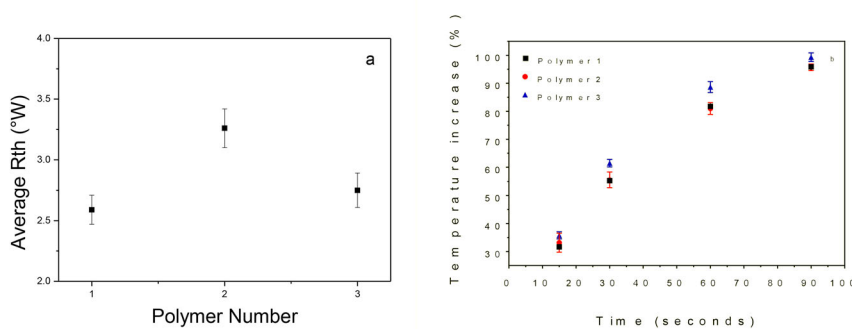 a
4.0
3.5
3.0
2.5
2.0
1
2
3
Average Rth (°W)
Polymer Number
Polymer 1
Polymer 2
Polymer 3
100
90
80
70
60
50
40
30
0 10 20 30 40 50 60 70 80 90 100
Temperature increase (%)
Time (seconds)